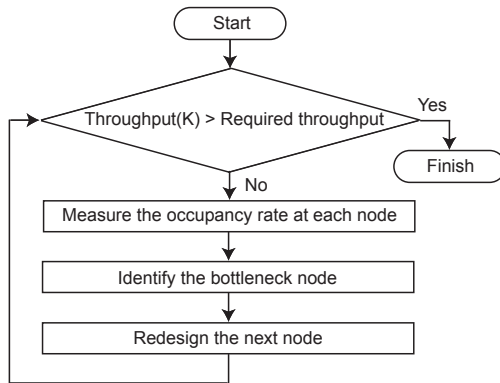 Start
Throughput(K) > Required throughput
Yes
Finish
No
Measure the occupancy rate at each node
Identify the bottleneck node
Redesign the next node